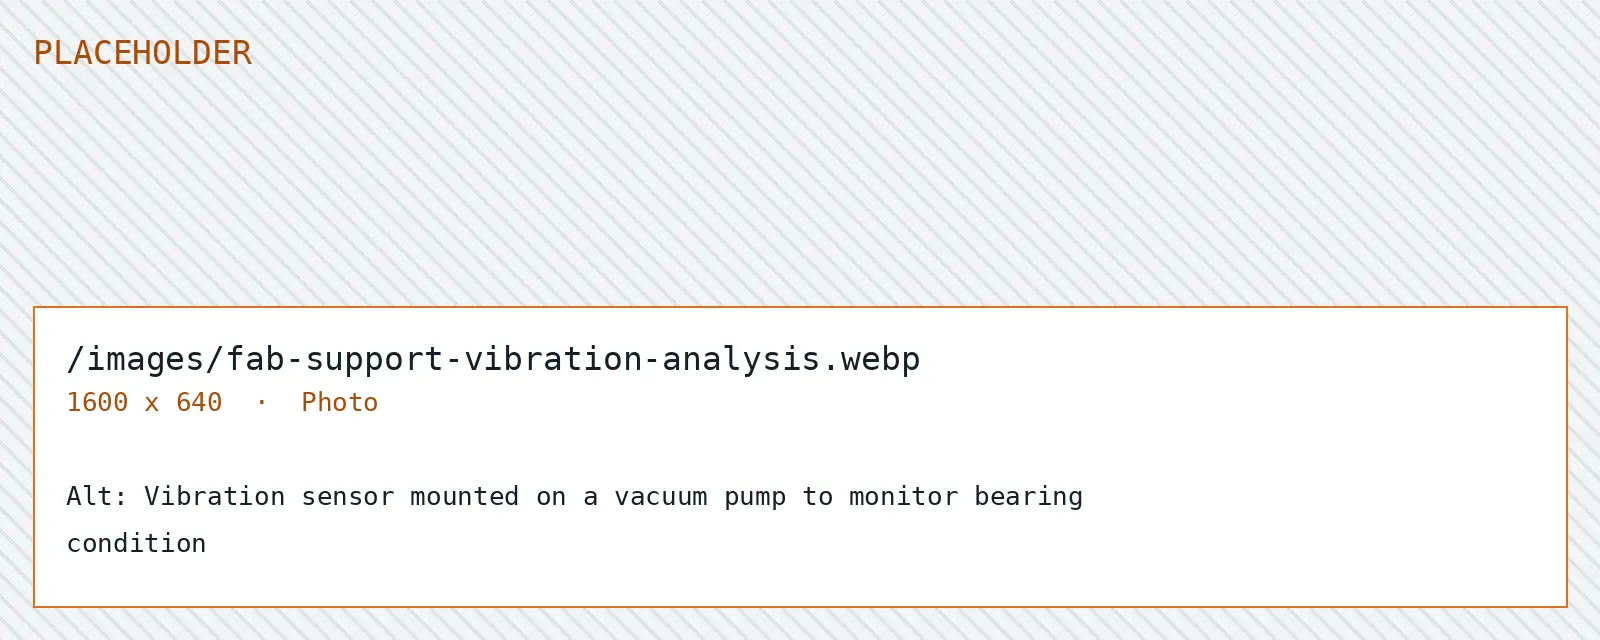 PLACEHOLDER
/images/fab-support-vibration-analysis.webp
1600 x 640 · Photo
Alt: Vibration sensor mounted on a vacuum pump to monitor bearing
condition